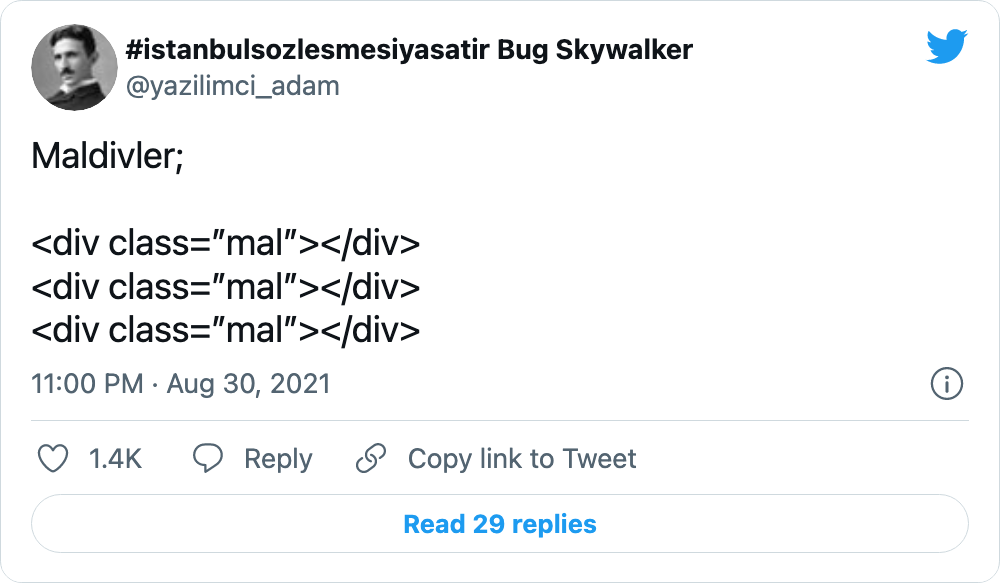 #istanbulsozlesmesiyasatir Bug Skywalker
@yazilimci_adam
Maldivler;
<div class=”mal”></div>
<div class=”mal”></div>
<div class=”mal”></div>
11:00 PM · Aug 30, 2021
1.4K Reply Copy link to Tweet
Read 29 replies